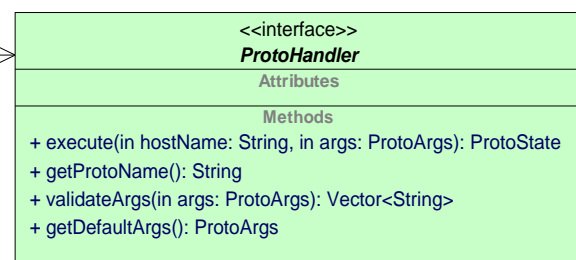 <<interface>>
ProtoHandler
Attributes
Methods
+ execute(in hostName: String, in args: ProtoArgs): ProtoState
+ getProtoName(): String
+ validateArgs(in args: ProtoArgs): Vector<String>
+ getDefaultArgs(): ProtoArgs